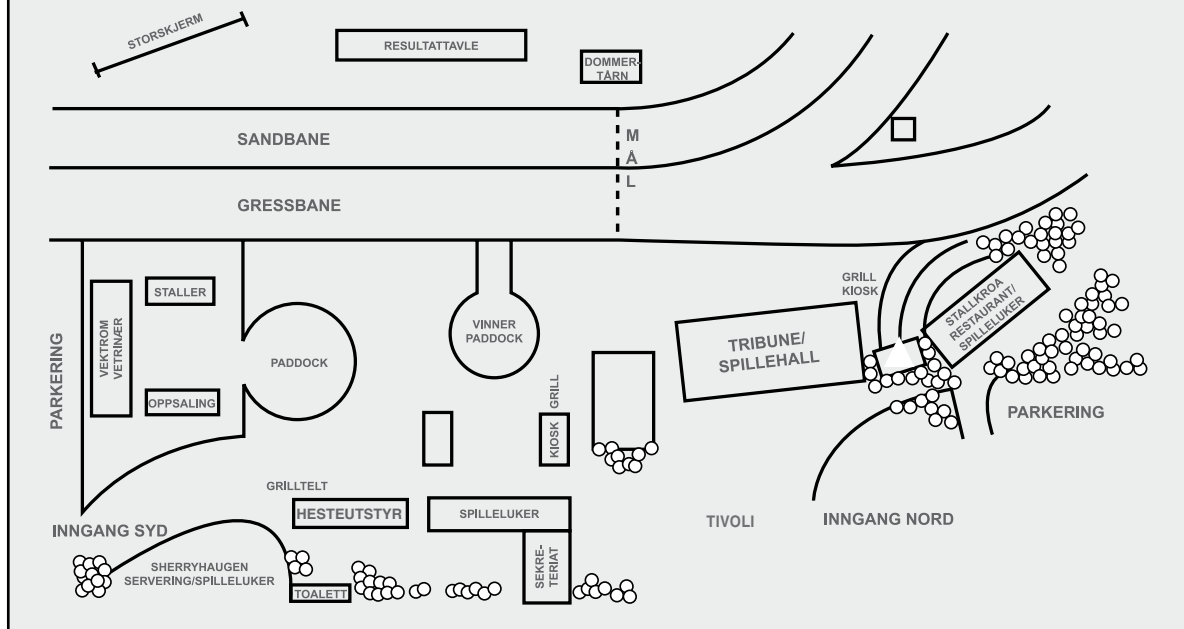 STORSKJERM
RESULTATTAVLE
DOMMER-
TÅRN
SANDBANE
M
Å
L
GRESSBANE
PARKERING
VEKTROM
VETRINÆR
STALLER
OPPSALING
PADDOCK
VINNER
PADDOCK
GRILL
KIOSK
TRIBUNE/
SPILLEHALL
STALLKROA
RESTAURANT/
SPILLELUKER
PARKERING
KIOSK GRILL
GRILLTELT
HESTEUTSTYR
SPILLELUKER
SEKRE-
TERIAT
TIVOLI
INNGANG NORD
INNGANG SYD
SHERRYHAUGEN
SERVERING/SPILLELUKER
TOALETT